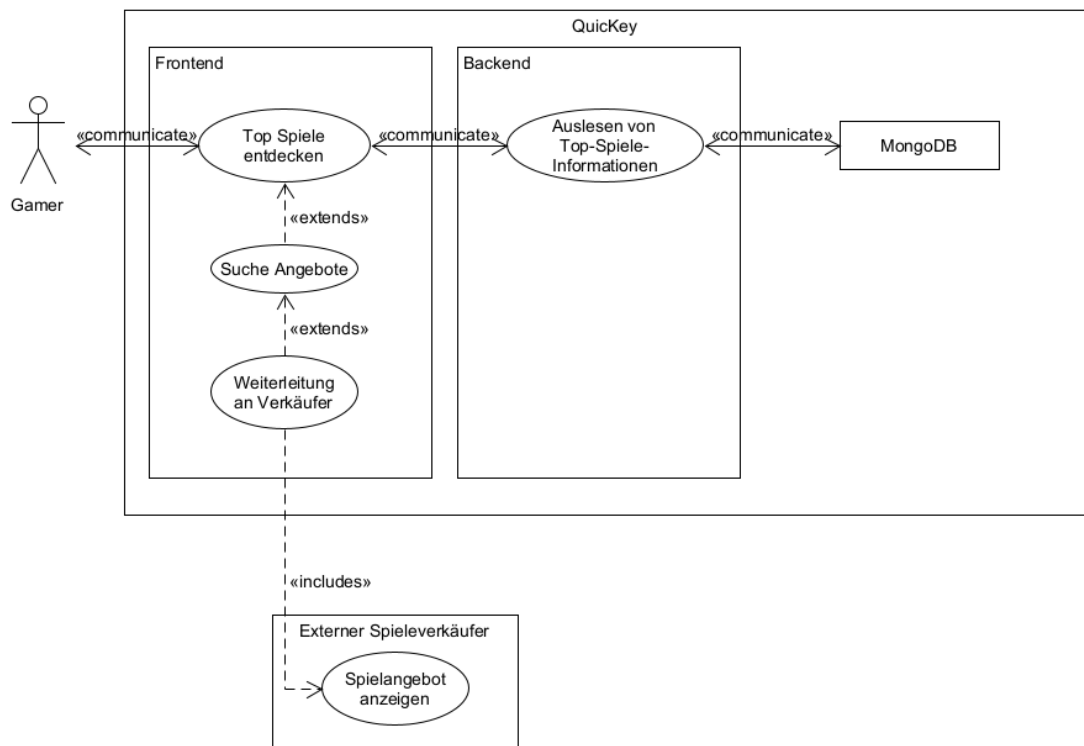 QuicKey
Frontend
Backend
«communicate»
Top Spiele
entdecken
«communicate»
Auslesen von
Top-Spiele-
Informationen
«communicate»
MongoDB
Gamer
«extends»
Suche Angebote
«extends»
Weiterleitung
an Verkäufer
«includes»
Externer Spieleverkäufer
Spielangebot
anzeigen